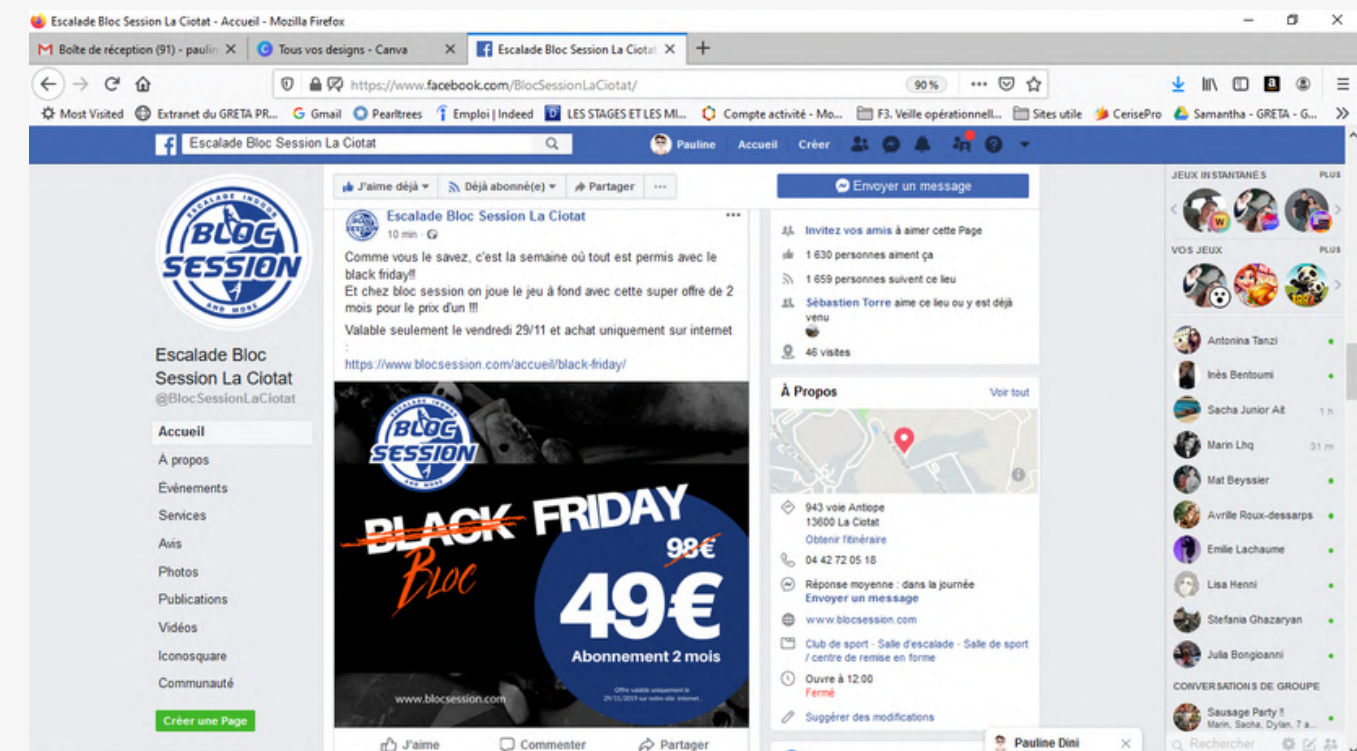 Escalade Bloc Session La Ciotat - Accueil - Mozilla Firefox
Boîte de réception (91) - paulin
Tous vos designs - Canva
Escalade Bloc Session La Ciotat
https://www.facebook.com/BlocSessionLaCiotat/
90 %
Most Visited
Extranet du GRETA PR...
Gmail
Pearltrees
Emploi | Indeed
LES STAGES ET LES MI...
Compte activité - Mo...
F3. Veille opérationnell...
Sites utile
CerisePro
Samantha - GRETA - G...
Escalade Bloc Session La Ciotat
Pauline
Accueil
Créer
ESCALADE INDOOR
BLOC
SESSION
AND MORE
Escalade Bloc
Session La Ciotat
@BlocSessionLaCiotat
Accueil
À propos
Évènements
Services
Avis
Photos
Publications
Vidéos
Iconosquare
Communauté
Créer une Page
J'aime déjà
Déjà abonné(e)
Partager
Escalade Bloc Session La Ciotat
10 min
Comme vous le savez, c'est la semaine où tout est permis avec le
black friday!!
Et chez bloc session on joue le jeu à fond avec cette super offre de 2
mois pour le prix d'un !!!
Valable seulement le vendredi 29/11 et achat uniquement sur internet
:
https://www.blocsession.com/accueil/black-friday/
ESCALADE INDOOR
BLOC
SESSION
AND MORE
BLACK FRIDAY
BLOC
98€
49€
Abonnement 2 mois
www.blocsession.com
Offre valable uniquement le
29/11/2019 sur notre site internet.
J'aime
Commenter
Partager
Envoyer un message
Invitez vos amis à aimer cette Page
1 630 personnes aiment ça
1 659 personnes suivent ce lieu
Sébastien Torre aime ce lieu ou y est déjà
venu
46 visites
À Propos
Voir tout
943 voie Antiope
13600 La Ciotat
Obtenir l'itinéraire
04 42 72 05 18
Réponse moyenne : dans la journée
Envoyer un message
www.blocsession.com
Club de sport · Salle d'escalade · Salle de sport
/ centre de remise en forme
Ouvre à 12:00
Fermé
Suggérer des modifications
Pauline Dini
JEUX INSTANTANÉS
PLUS
VOS JEUX
PLUS
Antonina Tanzi
Inès Bentoumi
Sacha Junior Ait
1 h
Marin Lhq
31 m
Mat Beyssier
Avrille Roux-dessarps
Emilie Lachaume
Lisa Henni
Stefania Ghazaryan
Julia Bongioanni
CONVERSATIONS DE GROUPE
Sausage Party !!
Marin, Sacha, Dylan, 7 a...
Rechercher